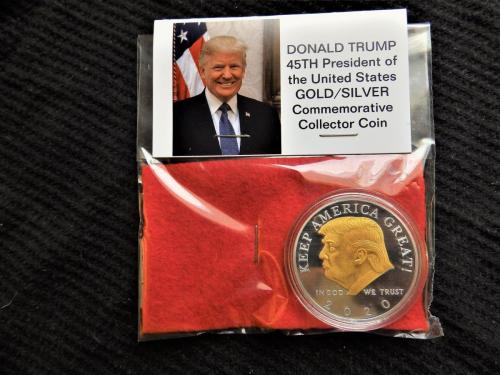 DONALD TRUMP
45TH President of
the United States
GOLD/SILVER
Commemorative
Collector Coin
KEEP AMERICA GREAT!
IN GOD WE TRUST
2020